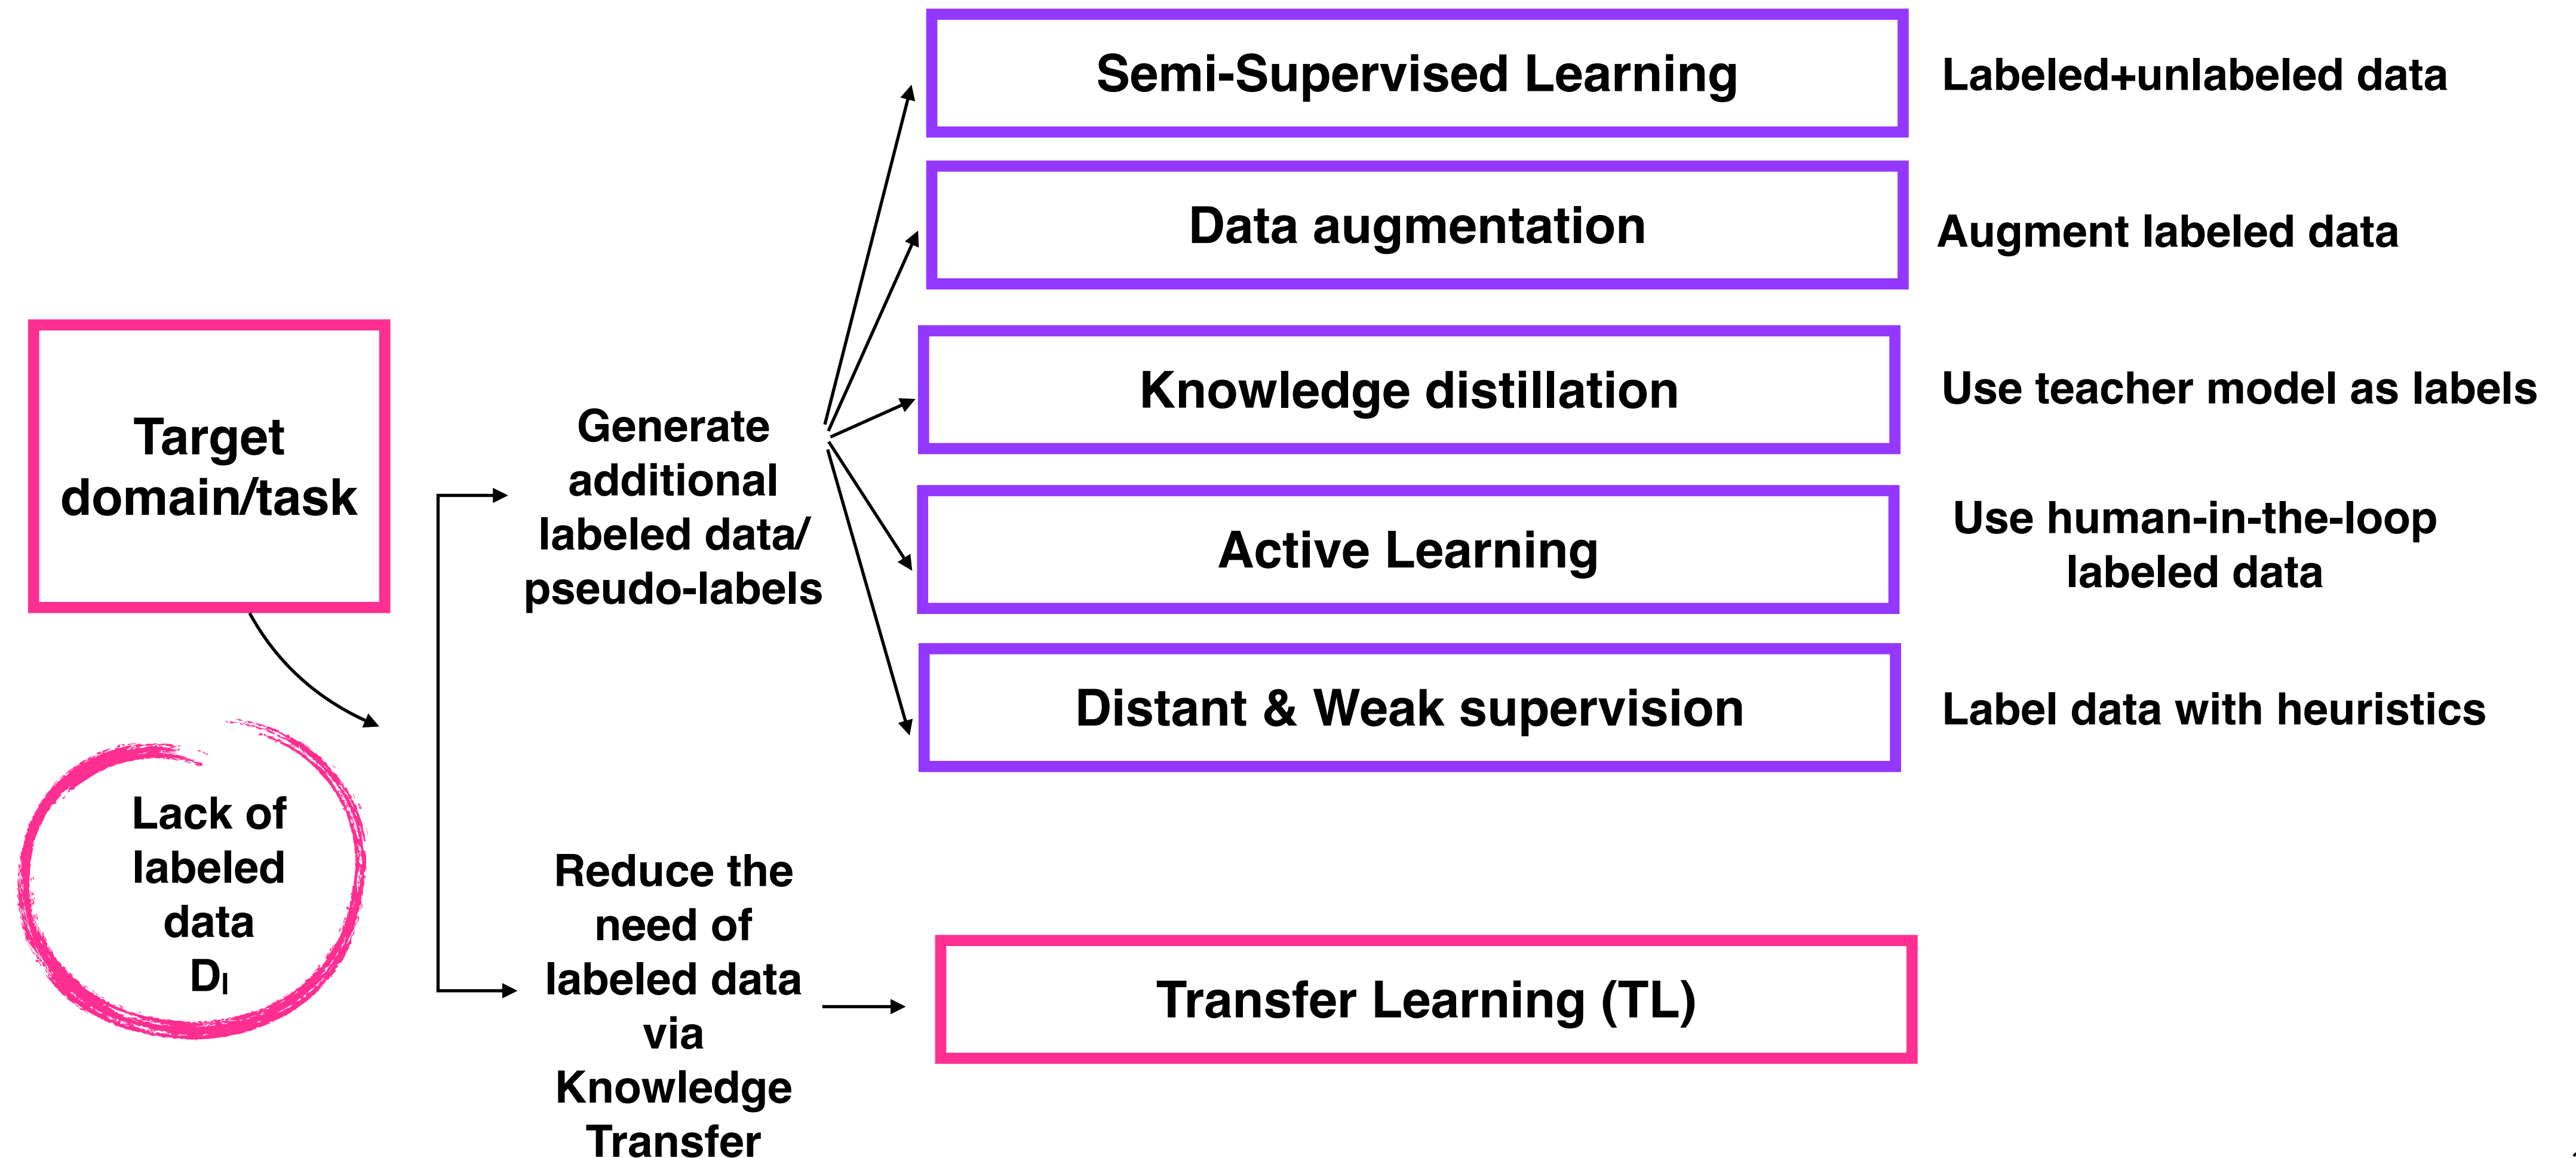 Target
domain/task
Lack of
labeled
data
Dl
Generate
additional
labeled data/
pseudo-labels
Reduce the
need of
labeled data
via
Knowledge
Transfer
Semi-Supervised Learning
Labeled+unlabeled data
Data augmentation
Augment labeled data
Knowledge distillation
Use teacher model as labels
Active Learning
Use human-in-the-loop
labeled data
Distant & Weak supervision
Label data with heuristics
Transfer Learning (TL)